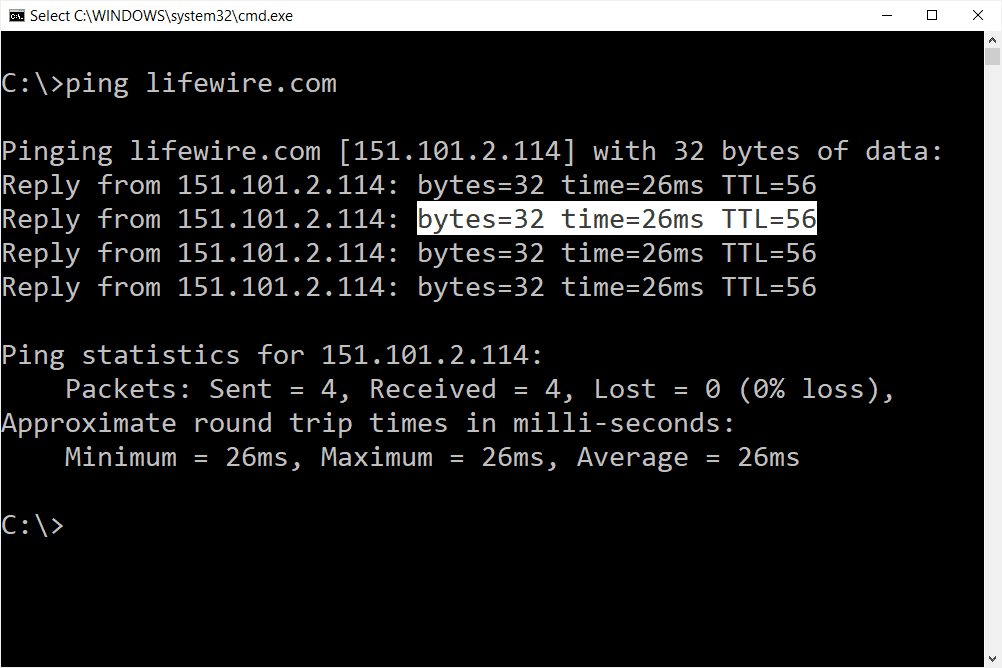 Select C:\WINDOWS\system32\cmd.exe
C:\>ping lifewire.com
Pinging lifewire.com [151.101.2.114] with 32 bytes of data:
Reply from 151.101.2.114: bytes=32 time=26ms TTL=56
Reply from 151.101.2.114: bytes=32 time=26ms TTL=56
Reply from 151.101.2.114: bytes=32 time=26ms TTL=56
Reply from 151.101.2.114: bytes=32 time=26ms TTL=56
Ping statistics for 151.101.2.114:
    Packets: Sent = 4, Received = 4, Lost = 0 (0% loss),
Approximate round trip times in milli-seconds:
    Minimum = 26ms, Maximum = 26ms, Average = 26ms
C:\>